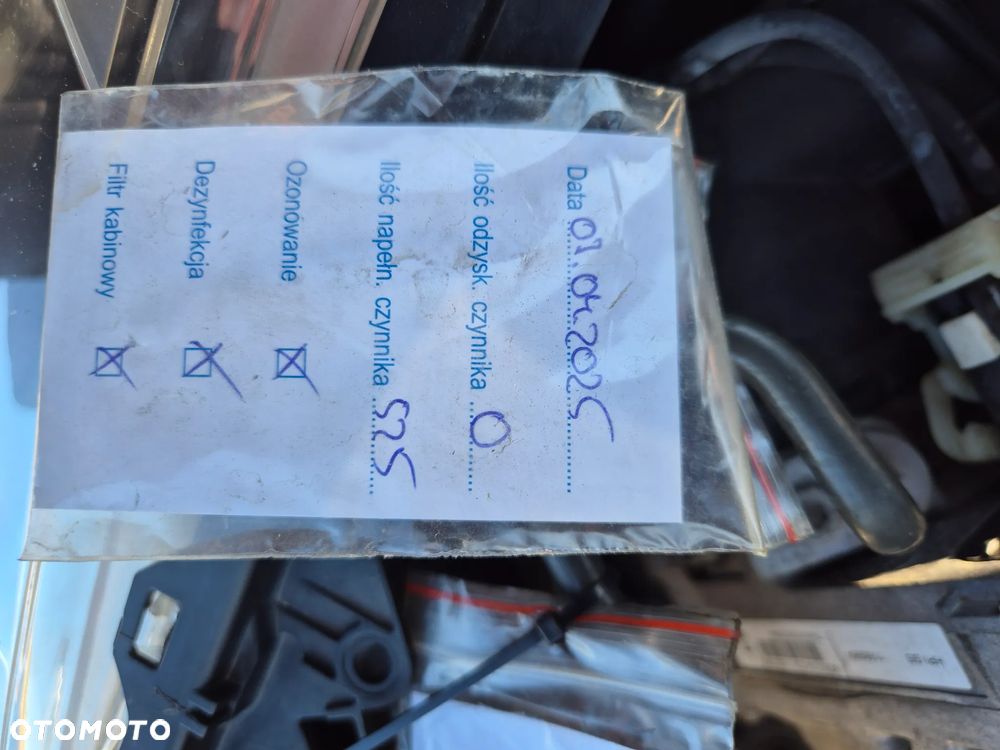 Data 01.04.2025
Ilość odzysk. czynnika 0
Ilość napełn. czynnika 525
Ozonowanie ☒
Dezynfekcja ☒
Filtr kabinowy ☒
OTOMOTO